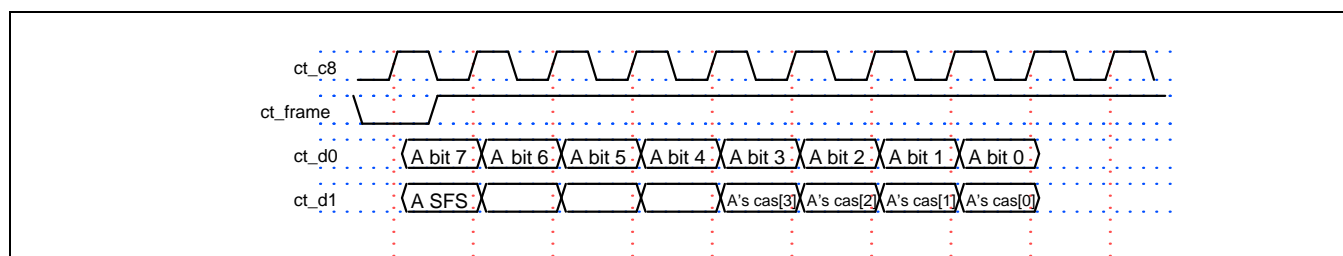 ct_c8
ct_frame
ct_d0 A bit 7 A bit 6 A bit 5 A bit 4 A bit 3 A bit 2 A bit 1 A bit 0
ct_d1 A SFS A's cas[3] A's cas[2] A's cas[1] A's cas[0]